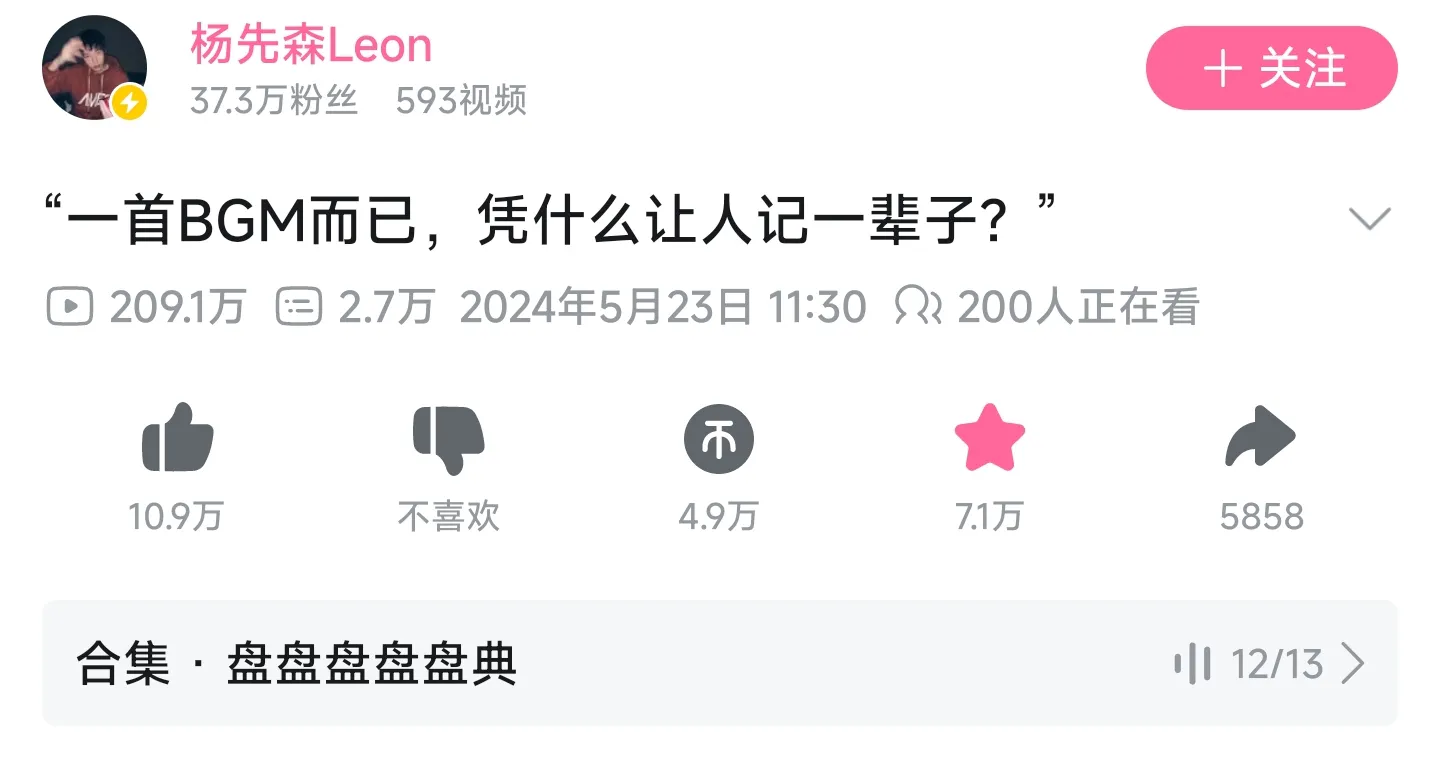 杨先森Leon
37.3万粉丝 593视频
+ 关注
“一首BGM而已，凭什么让人记一辈子？”
209.1万 2.7万 2024年5月23日 11:30 200人正在看
10.9万 不喜欢 4.9万 7.1万 5858
合集 · 盘盘盘盘盘典 12/13